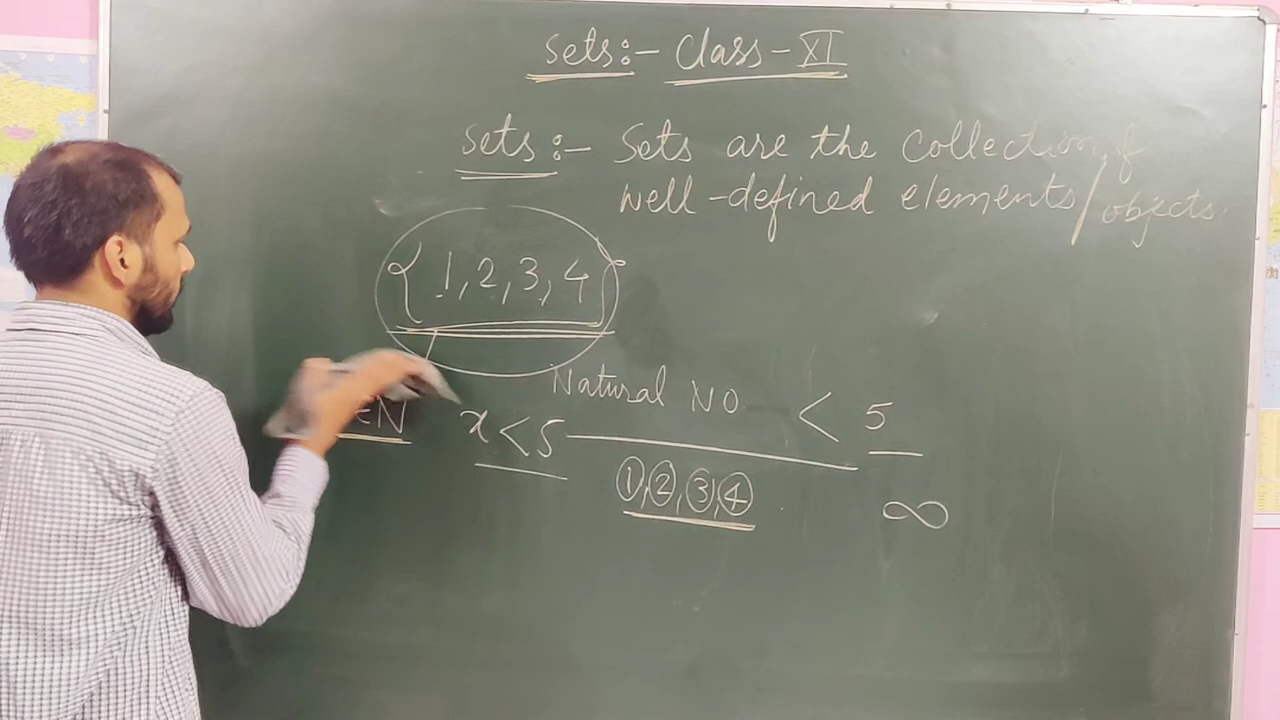 Sets:- Class - XI
Sets :- Sets are the collection of
well-defined elements/objects.
{1,2,3,4}
Natural NO < 5
∈N x<5
1,2,3,4 ∞